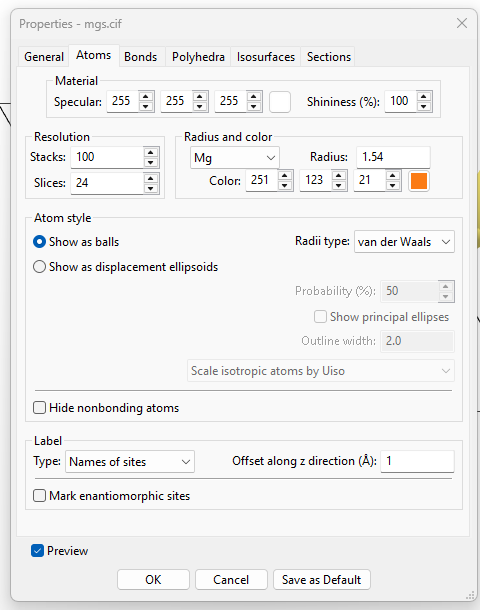 Properties - mgs.cif
General Atoms Bonds Polyhedra Isosurfaces Sections
Material
Specular: 255 255 255 Shininess (%): 100
Resolution
Stacks: 100
Slices: 24
Radius and color
Mg Radius: 1.54
Color: 251 123 21
Atom style
Show as balls Radii type: van der Waals
Show as displacement ellipsoids
Probability (%): 50
Show principal ellipses
Outline width: 2.0
Scale isotropic atoms by Uiso
Hide nonbonding atoms
Label
Type: Names of sites Offset along z direction (Å): 1
Mark enantiomorphic sites
Preview
OK Cancel Save as Default